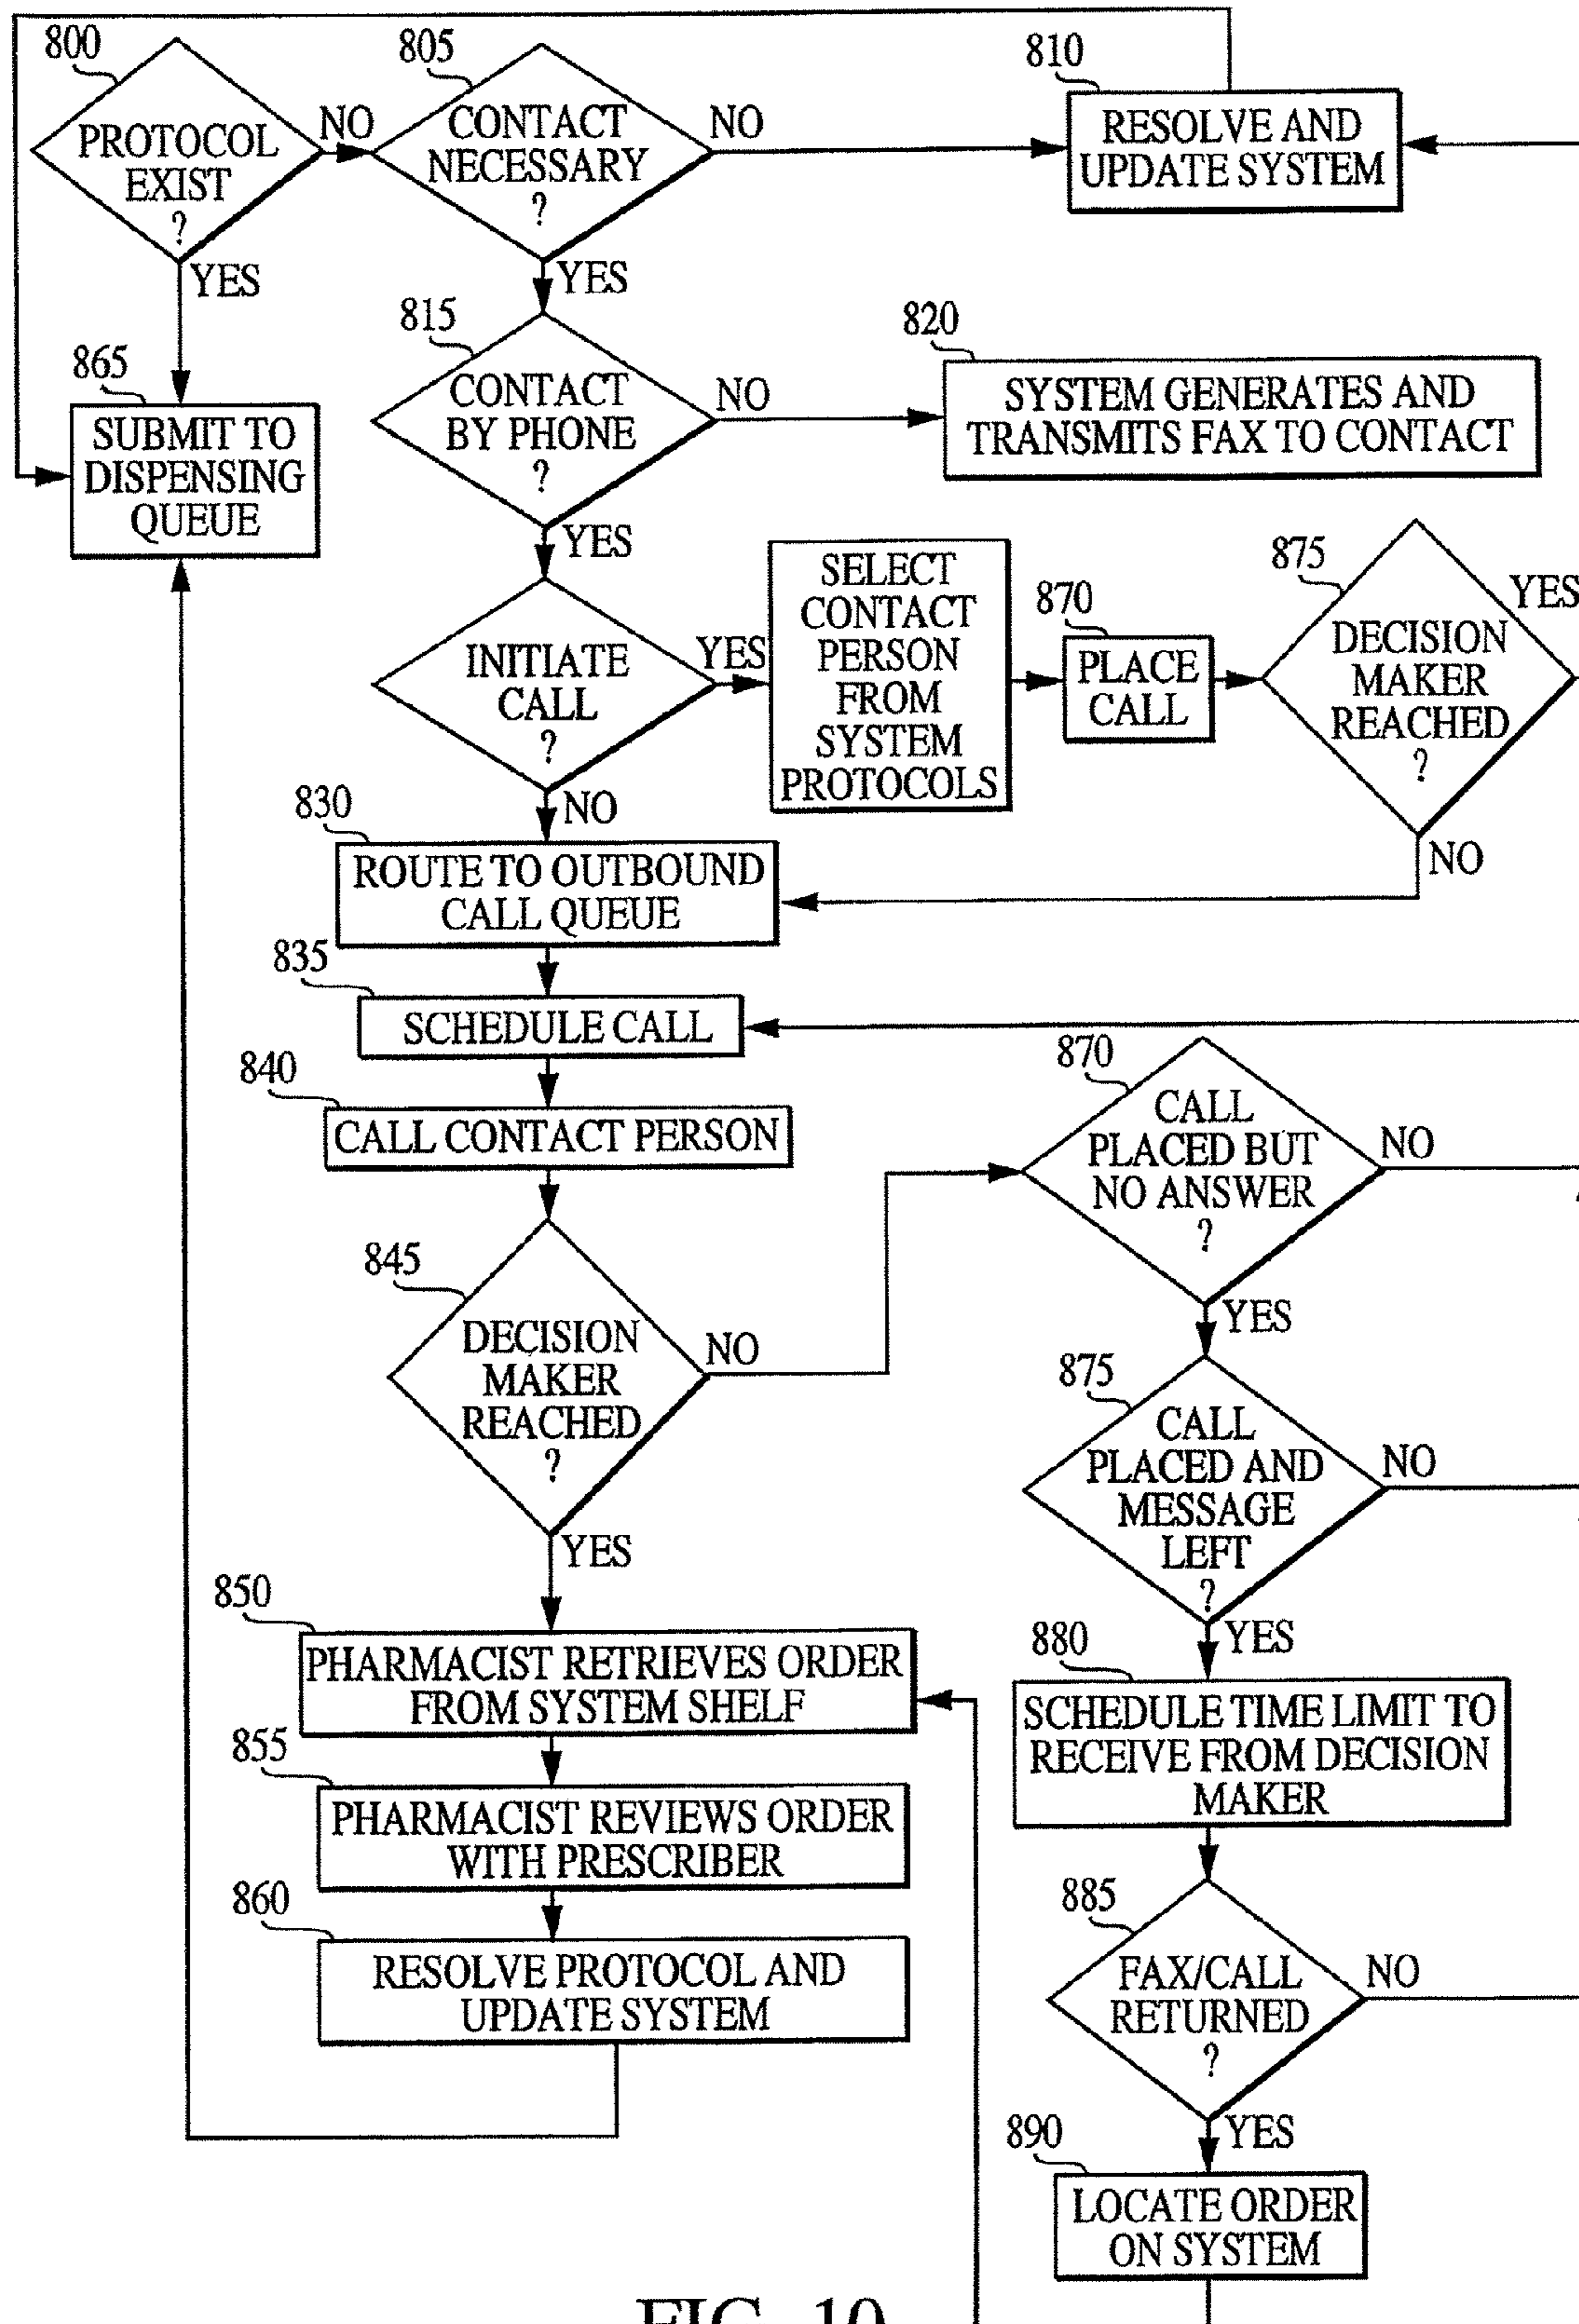 800
PROTOCOL
EXIST
?
NO
YES
805
CONTACT
NECESSARY
?
NO
YES
810
RESOLVE AND
UPDATE SYSTEM
865
SUBMIT TO
DISPENSING
QUEUE
815
CONTACT
BY PHONE
?
NO
YES
820
SYSTEM GENERATES AND
TRANSMITS FAX TO CONTACT
INITIATE
CALL
?
YES
NO
SELECT
CONTACT
PERSON
FROM
SYSTEM
PROTOCOLS
870
PLACE
CALL
875
DECISION
MAKER
REACHED
?
YES
NO
830
ROUTE TO OUTBOUND
CALL QUEUE
835
SCHEDULE CALL
840
CALL CONTACT PERSON
845
DECISION
MAKER
REACHED
?
NO
YES
870
CALL
PLACED BUT
NO ANSWER
?
NO
YES
875
CALL
PLACED AND
MESSAGE
LEFT
?
NO
YES
850
PHARMACIST RETRIEVES ORDER
FROM SYSTEM SHELF
855
PHARMACIST REVIEWS ORDER
WITH PRESCRIBER
860
RESOLVE PROTOCOL AND
UPDATE SYSTEM
880
SCHEDULE TIME LIMIT TO
RECEIVE FROM DECISION
MAKER
885
FAX/CALL
RETURNED
?
NO
YES
890
LOCATE ORDER
ON SYSTEM
FIG. 10